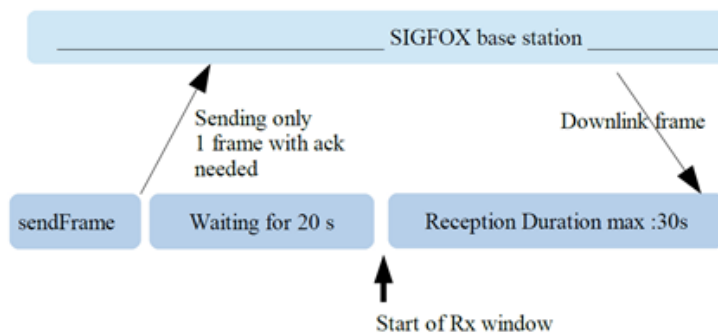 SIGFOX base station
Sending only
1 frame with ack
needed
Downlink frame
sendFrame
Waiting for 20 s
Reception Duration max :30s
Start of Rx window